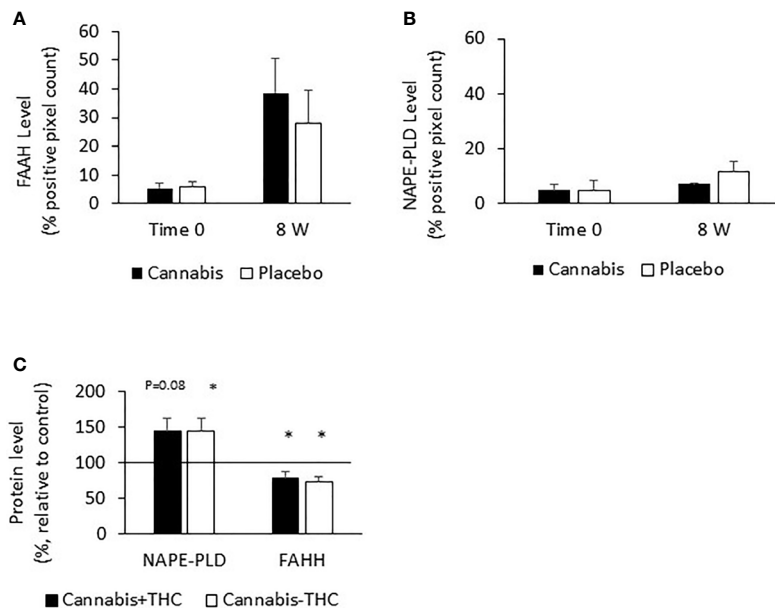 A
FAAH Level
(% positive pixel count)
60
50
40
30
20
10
0
Time 0 8 W
■ Cannabis □ Placebo
B
NAPE-PLD Level
(% positive pixel count)
60
40
20
0
Time 0 8 W
■ Cannabis □ Placebo
C
Protein level
(%, relative to control)
200
150
100
50
0
P=0.08 *
* *
NAPE-PLD FAHH
■ Cannabis+THC □ Cannabis-THC